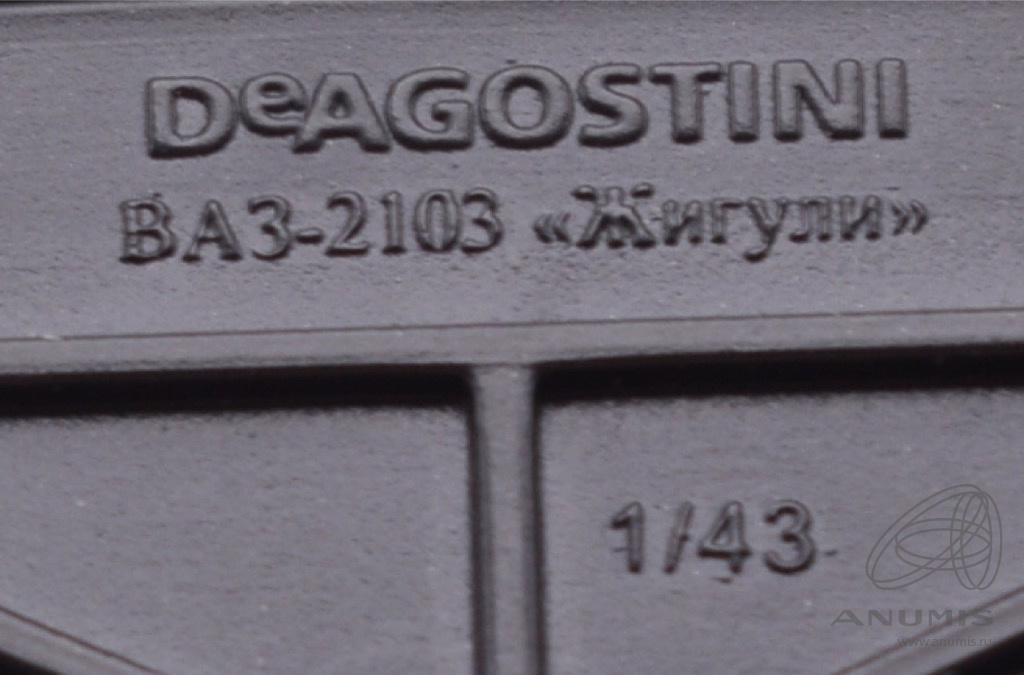 DeAGOSTINI
ВАЗ-2103 «Жигули»
1/43
ANUMIS
www.anumis.ru